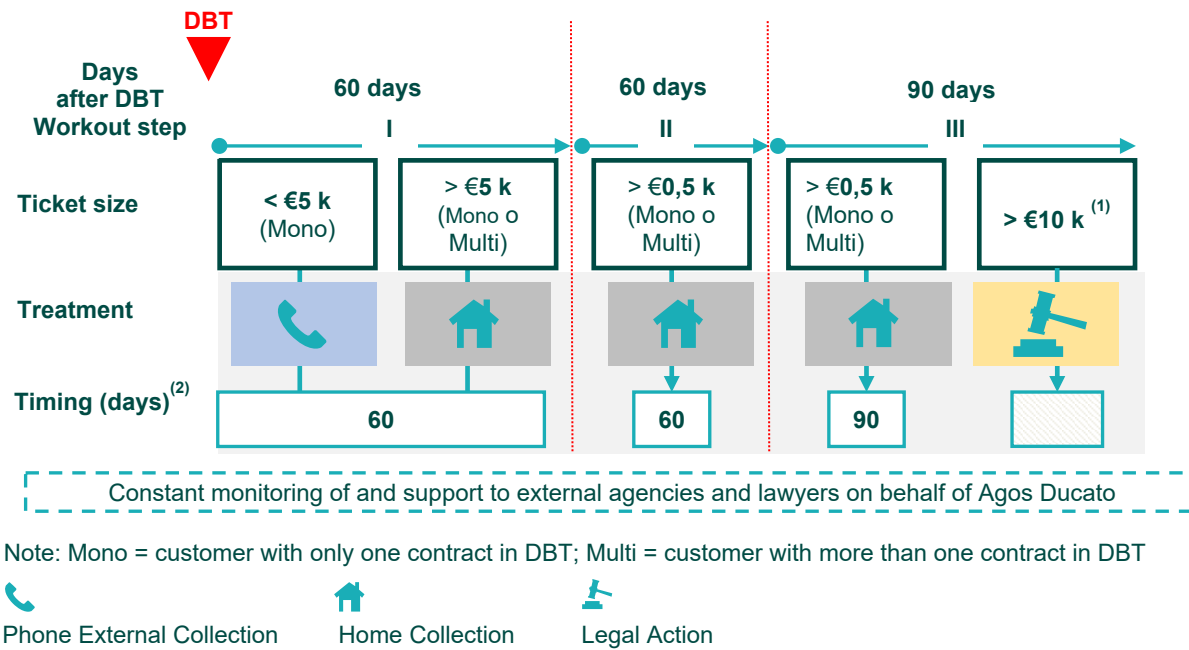 DBT
Days
after DBT
Workout step
60 days
60 days
90 days
I
II
III
Ticket size
< €5 k
(Mono)
> €5 k
(Mono o
Multi)
> €0,5 k
(Mono o
Multi)
> €0,5 k
(Mono o
Multi)
> €10 k (1)
Treatment
Timing (days)(2)
60
60
90
Constant monitoring of and support to external agencies and lawyers on behalf of Agos Ducato
Note: Mono = customer with only one contract in DBT; Multi = customer with more than one contract in DBT
Phone External Collection
Home Collection
Legal Action